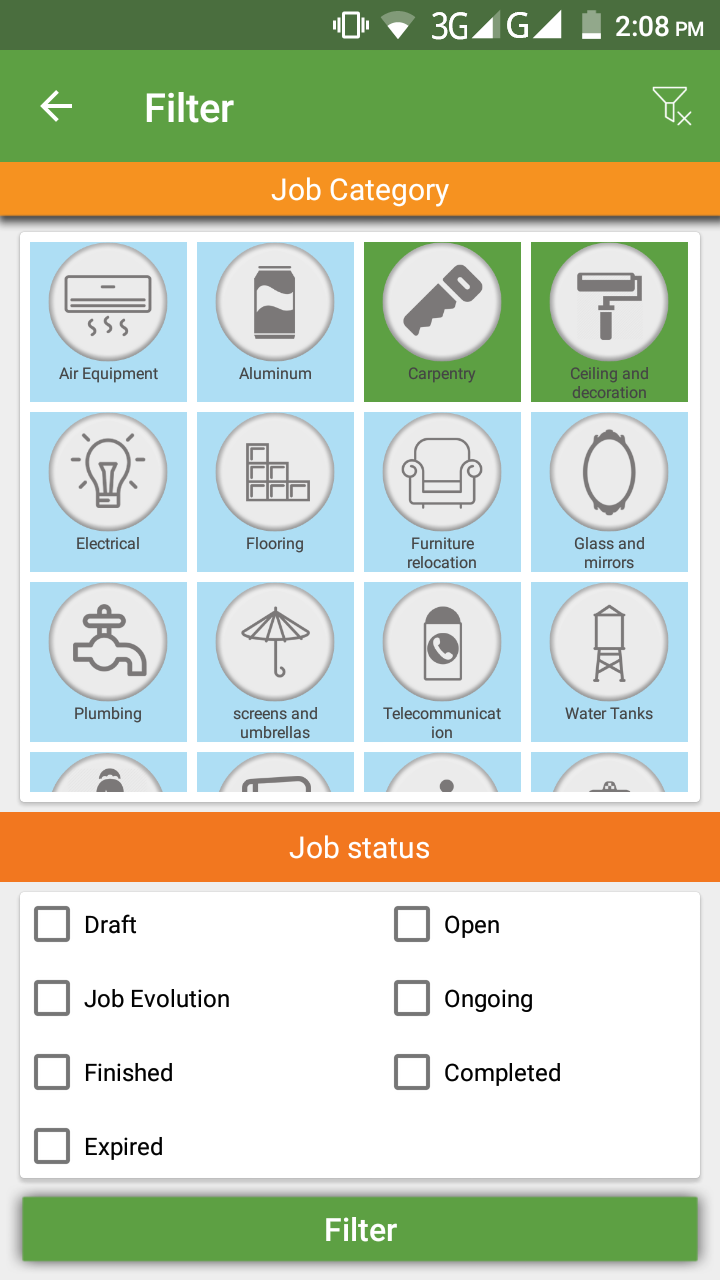 3G G 2:08 PM
Filter
Job Category
Air Equipment
Aluminum
Carpentry
Ceiling and
decoration
Electrical
Flooring
Furniture
relocation
Glass and
mirrors
Plumbing
screens and
umbrellas
Telecommunicat
ion
Water Tanks
Job status
Draft
Open
Job Evolution
Ongoing
Finished
Completed
Expired
Filter